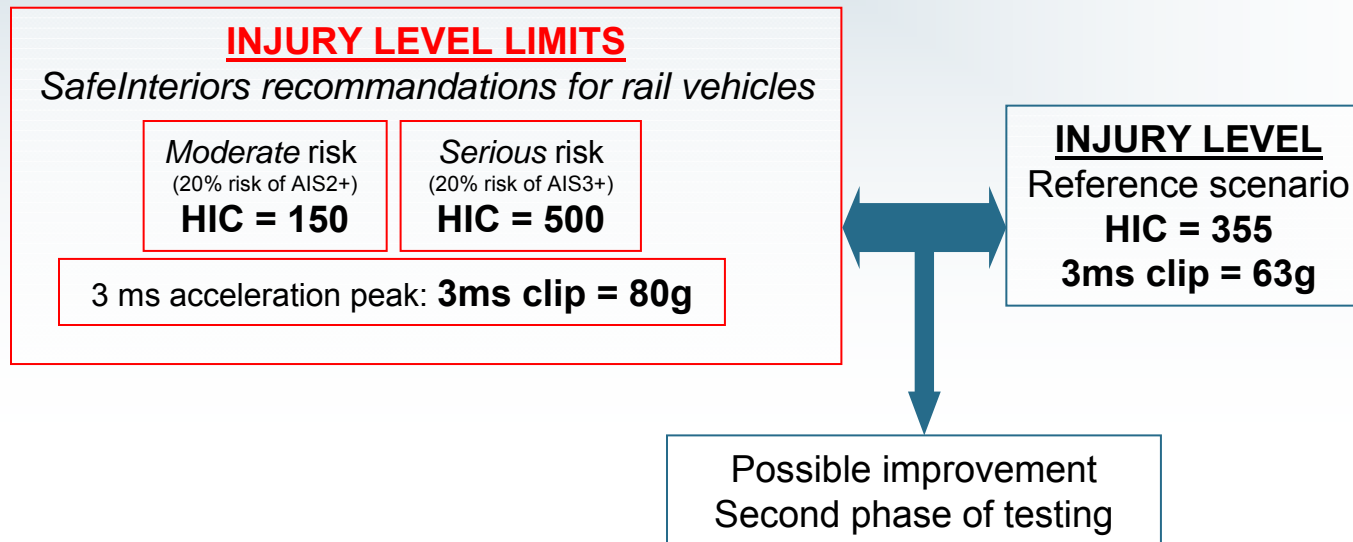 INJURY LEVEL LIMITS
SafeInteriors recommandations for rail vehicles
Moderate risk
(20% risk of AIS2+)
HIC = 150
Serious risk
(20% risk of AIS3+)
HIC = 500
3 ms acceleration peak: 3ms clip = 80g
INJURY LEVEL
Reference scenario
HIC = 355
3ms clip = 63g
Possible improvement
Second phase of testing